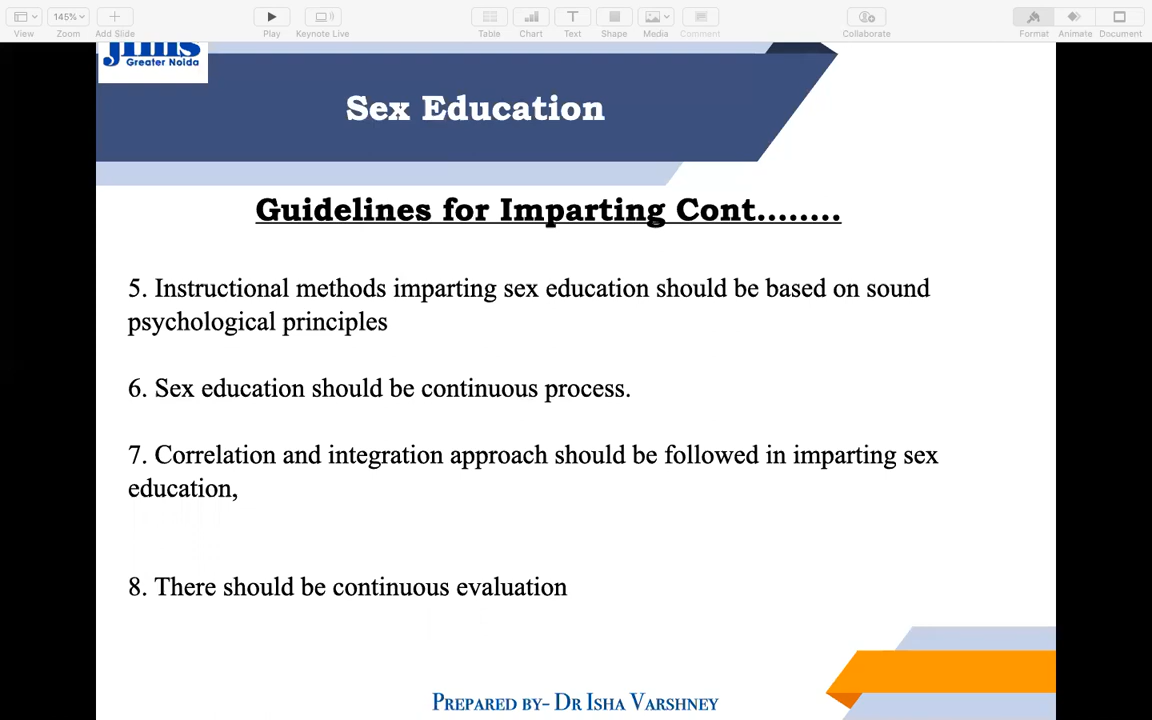 145%
View
Zoom
Add Slide
Play
Keynote Live
Table
Chart
Text
Shape
Media
Comment
Collaborate
Format
Animate
Document
jims
Greater Noida
Sex Education
Guidelines for Imparting Cont........
5. Instructional methods imparting sex education should be based on sound
psychological principles
6. Sex education should be continuous process.
7. Correlation and integration approach should be followed in imparting sex
education,
8. There should be continuous evaluation
Prepared by- Dr Isha Varshney